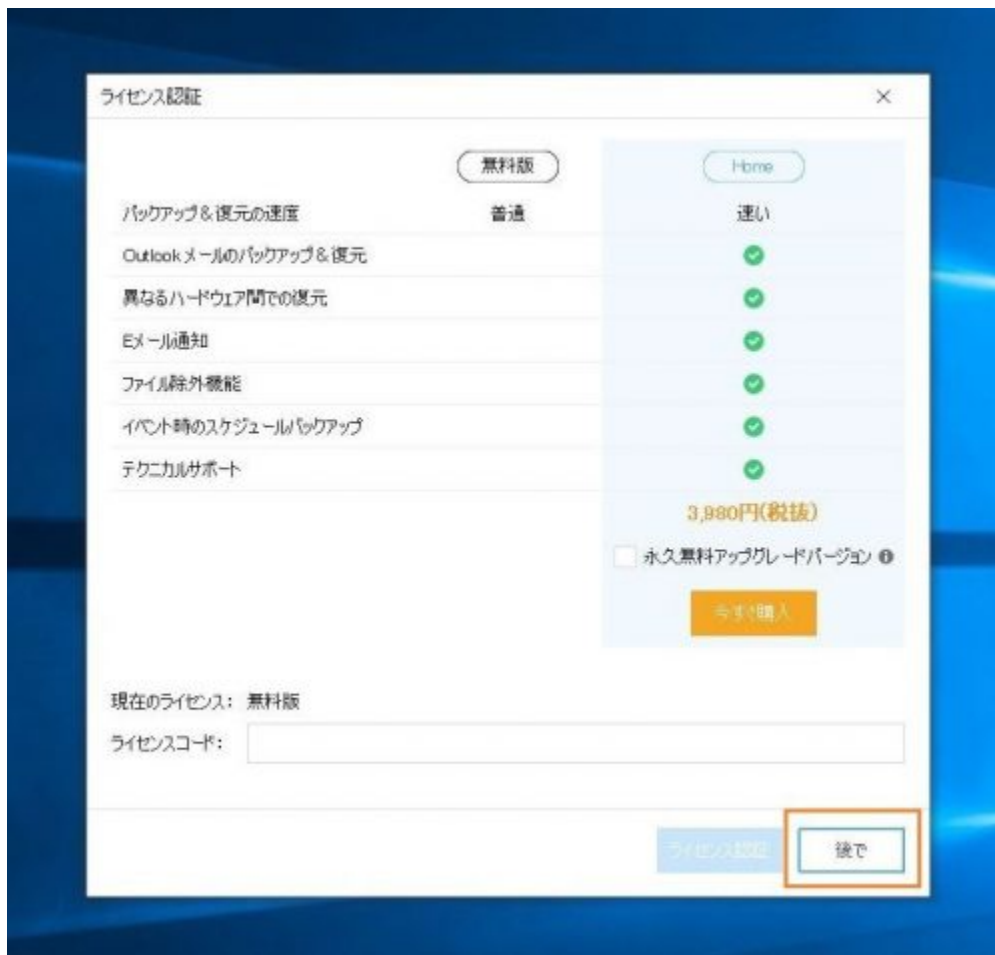 ライセンス認証
無料版 Home
バックアップ&復元の速度 普通 速い
Outlookメールのバックアップ&復元
異なるハードウェア間での復元
Eメール通知
ファイル除外機能
イベント時のスケジュールバックアップ
テクニカルサポート
3,980円(税抜)
永久無料アップグレードバージョン
今すぐ購入
現在のライセンス: 無料版
ライセンスコード:
ライセンス認証 後で